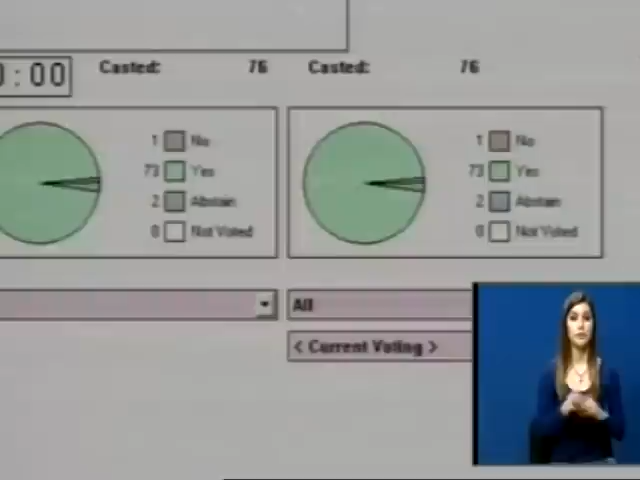 0:00
Casted: 76
Casted: 76
1 No
73 Yes
2 Abstain
0 Not Voted
1 No
73 Yes
2 Abstain
0 Not Voted
All
< Current Voting >